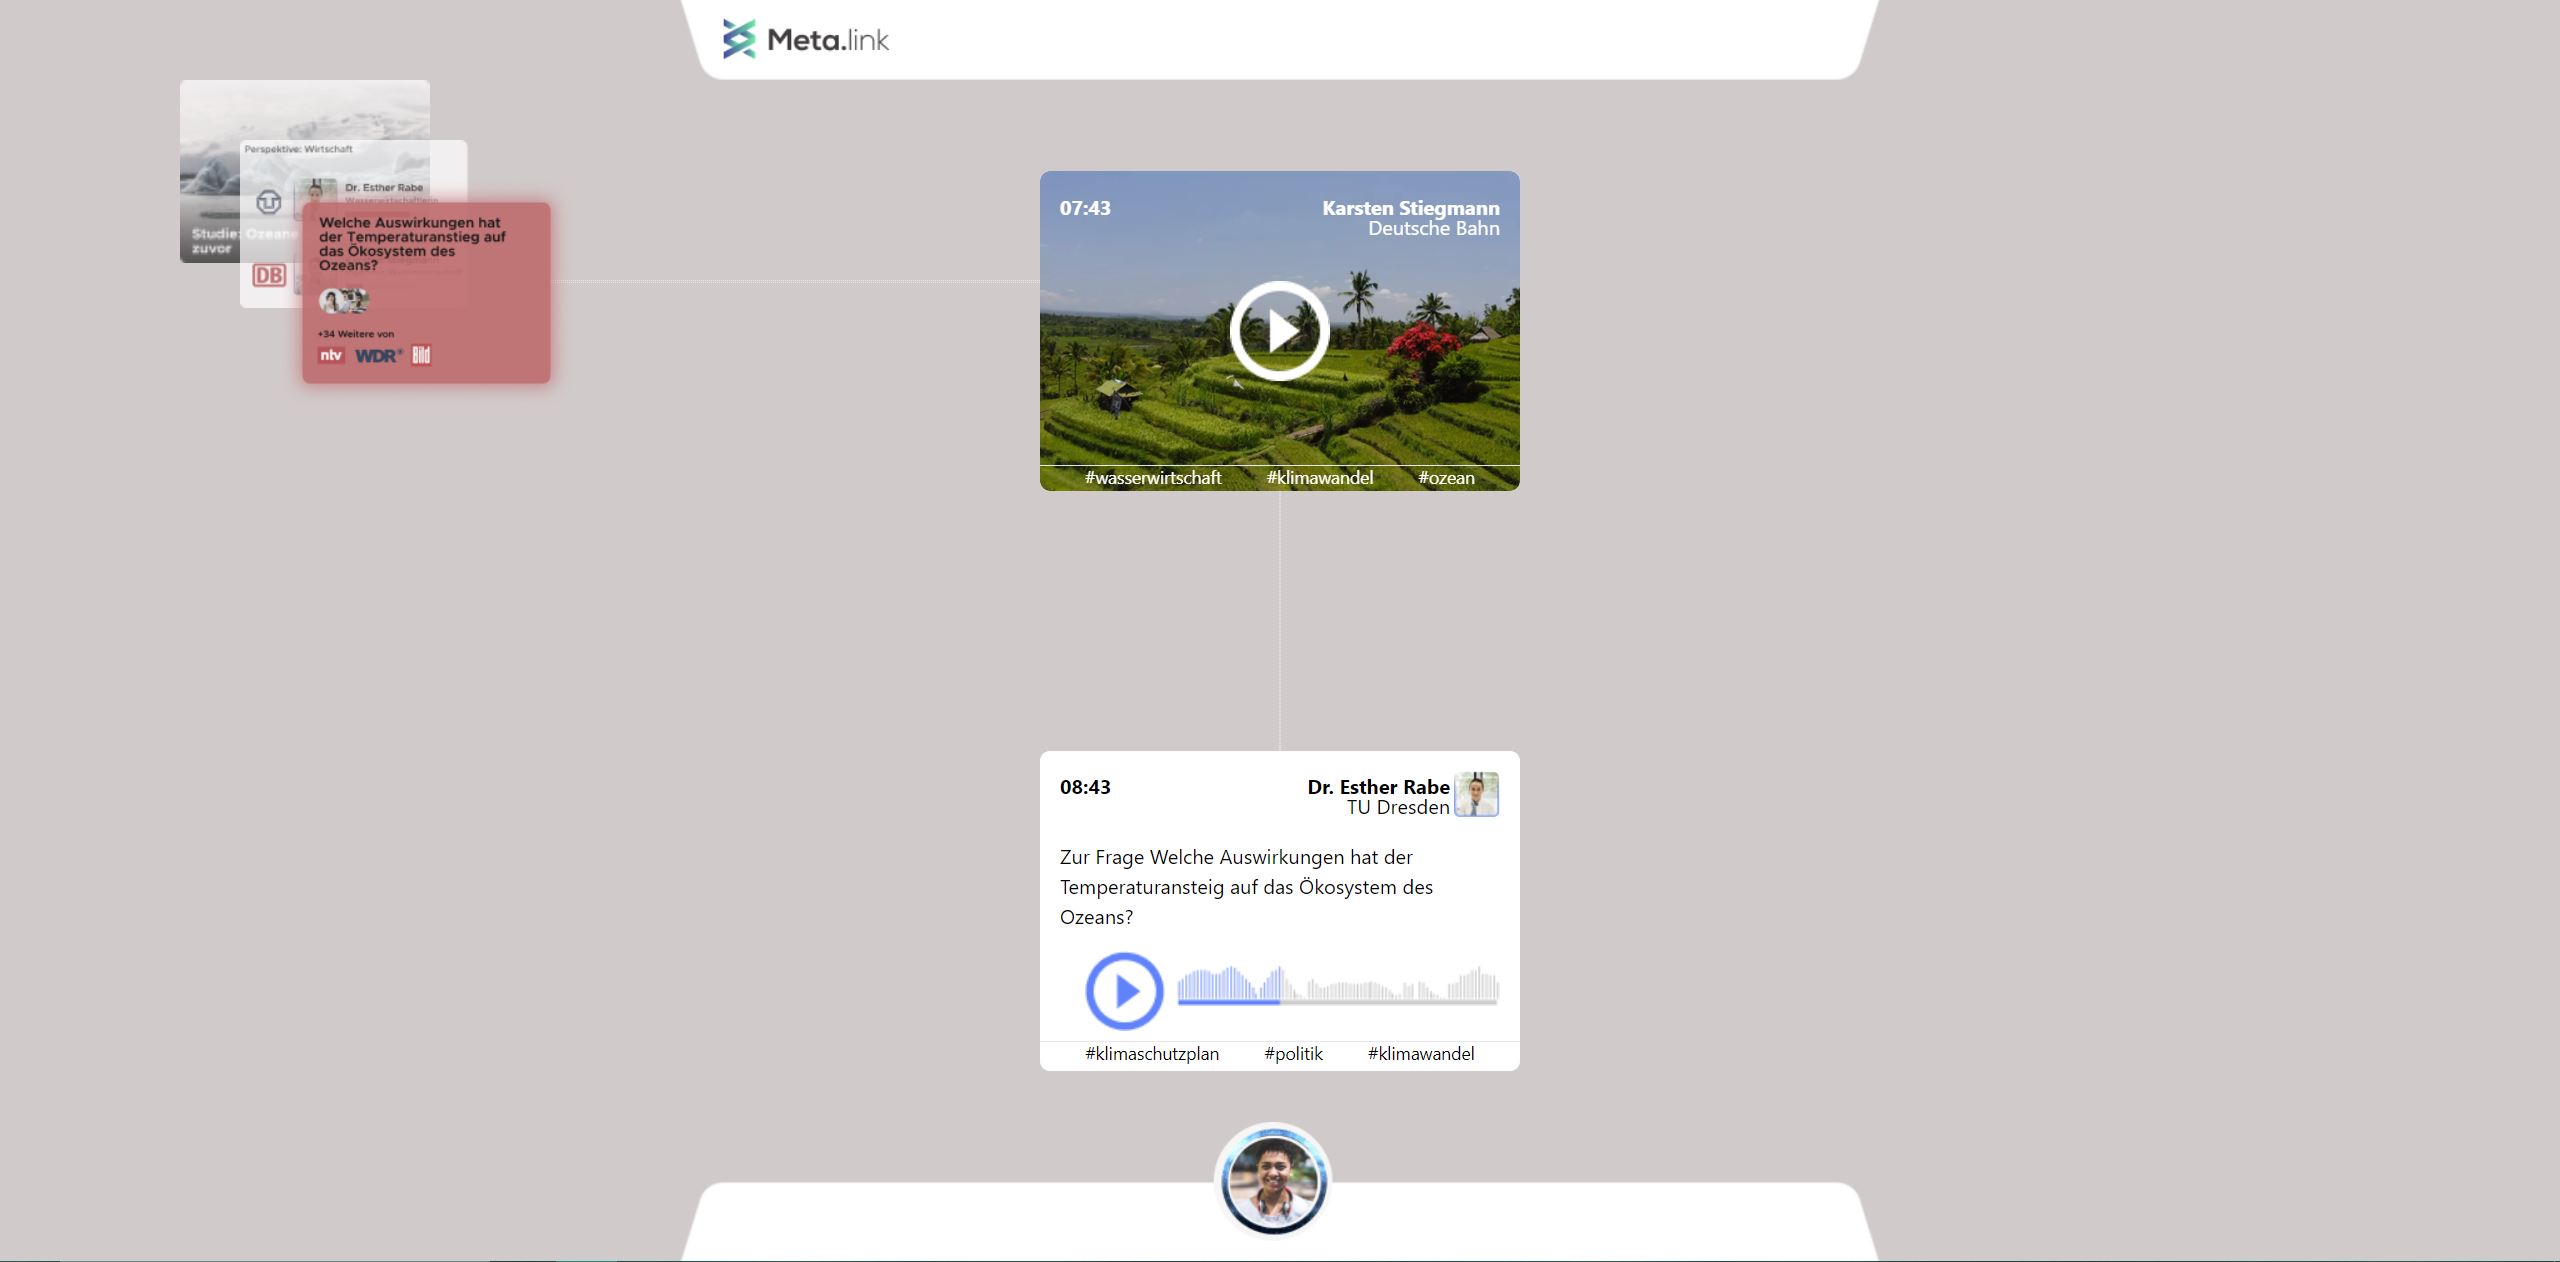 Meta.link
Perspektive: Wirtschaft
Dr. Esther Rabe
Wasserwirtschaftlerin
Studie: Ozeane
zuvor
DB
Welche Auswirkungen hat
der Temperaturanstieg auf
das Ökosystem des
Ozeans?
+34 Weitere von
ntv WDR Bild
07:43
Karsten Stiegmann
Deutsche Bahn
#wasserwirtschaft #klimawandel #ozean
08:43
Dr. Esther Rabe
TU Dresden
Zur Frage Welche Auswirkungen hat der
Temperaturansteig auf das Ökosystem des
Ozeans?
#klimaschutzplan #politik #klimawandel